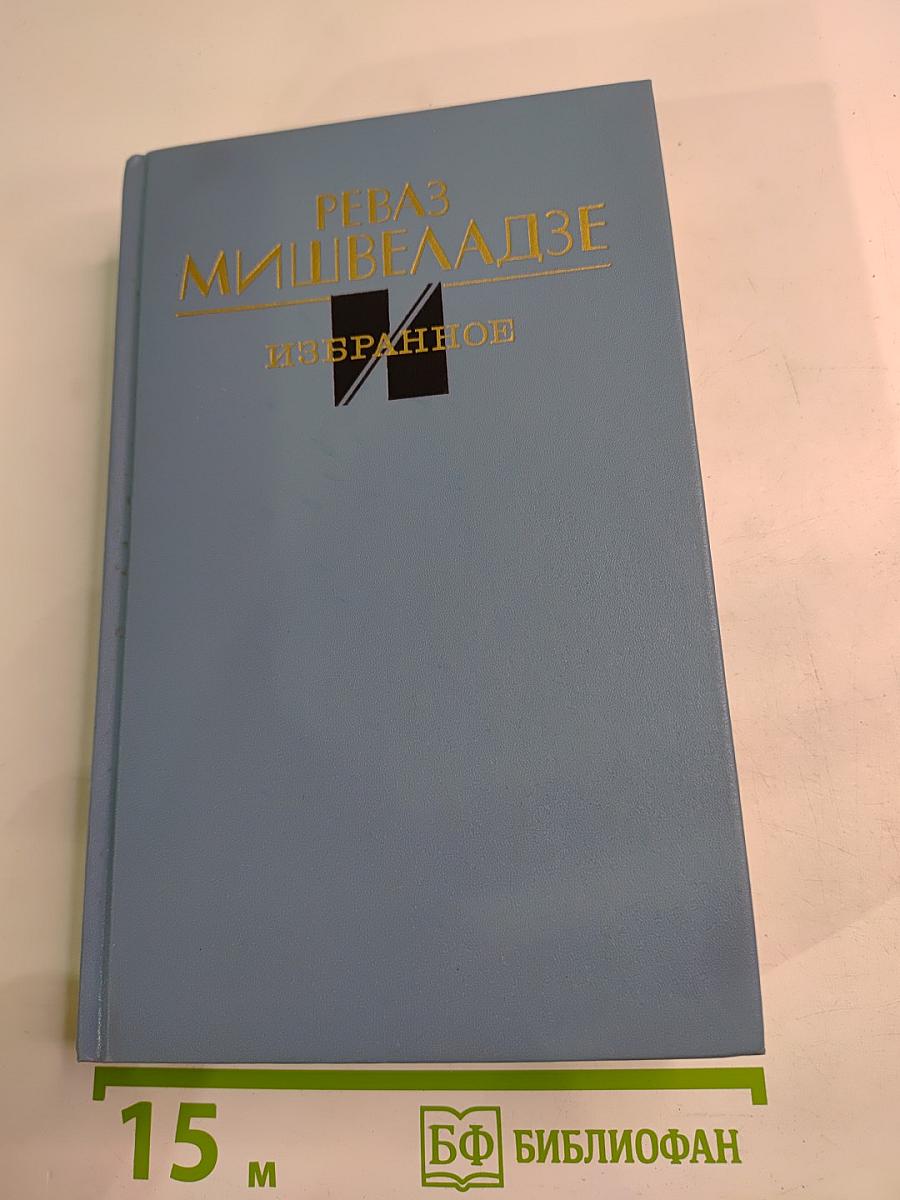 РЕВАЗ
МИШВЕЛАДЗЕ
ИЗБРАННОЕ
15 м
БФ БИБЛИОФАН